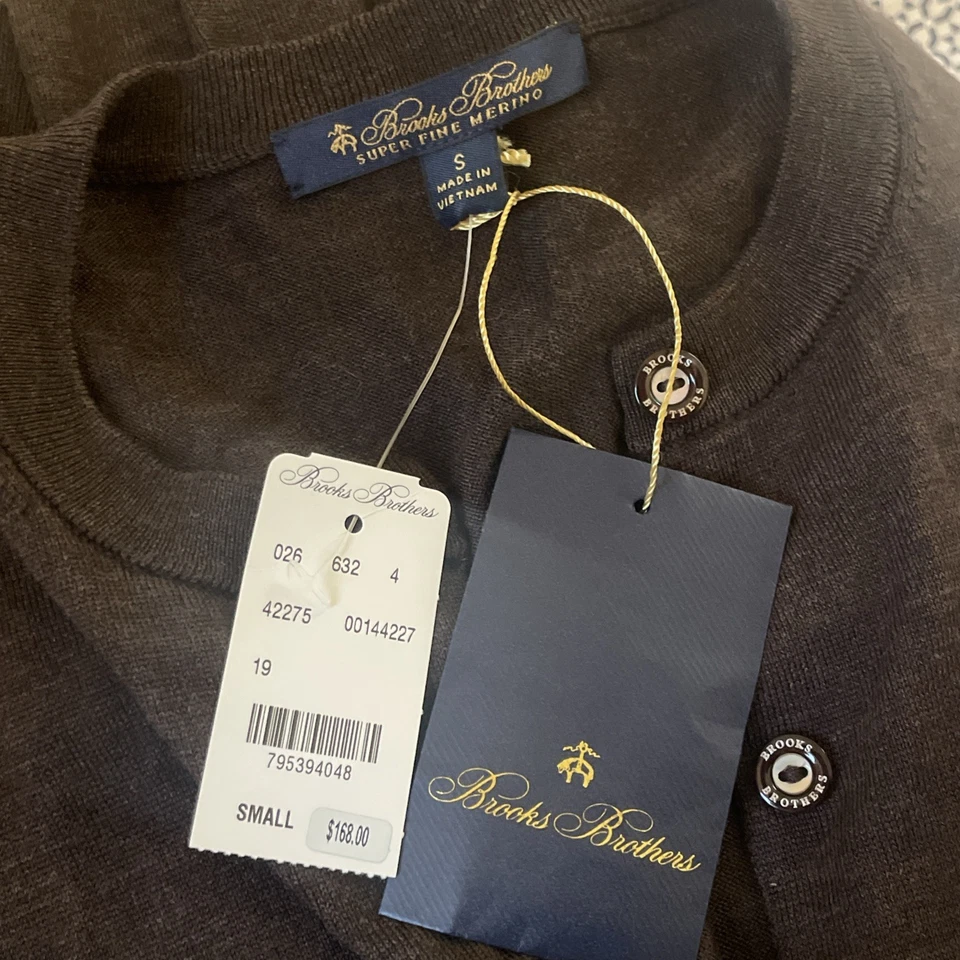 Brooks Brothers
SUPER FINE MERINO
S
MADE IN
VIETNAM
BROOKS
BROTHERS
Brooks Brothers
026 632 4
42275 00144227
19
795394048
SMALL $168.00
Brooks Brothers
BROOKS
BROTHERS